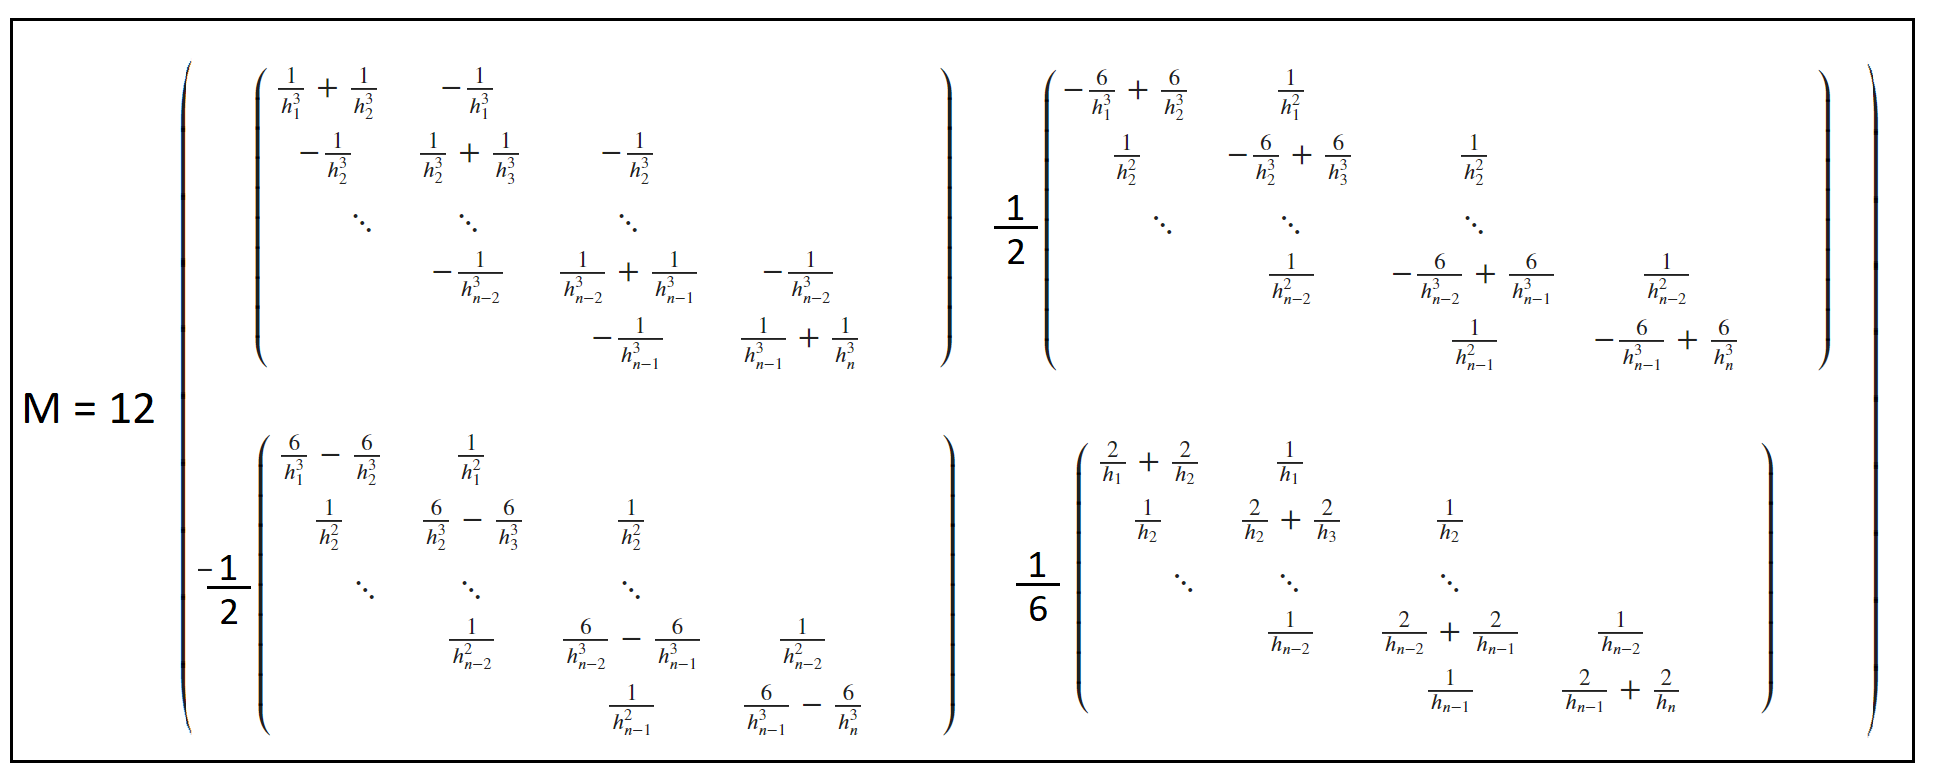 M = 12
1/h_1^3 + 1/h_2^3 −1/h_1^3
−1/h_2^3 1/h_2^3 + 1/h_3^3 −1/h_2^3
⋱ ⋱ ⋱
−1/h_{n−2}^3 1/h_{n−2}^3 + 1/h_{n−1}^3 −1/h_{n−2}^3
−1/h_{n−1}^3 1/h_{n−1}^3 + 1/h_n^3
1/2
−6/h_1^3 + 6/h_2^3 1/h_1^2
1/h_2^2 −6/h_2^3 + 6/h_3^3 1/h_2^2
⋱ ⋱ ⋱
1/h_{n−2}^2 −6/h_{n−2}^3 + 6/h_{n−1}^3 1/h_{n−2}^2
1/h_{n−1}^2 −6/h_{n−1}^3 + 6/h_n^3
−1/2
6/h_1^3 − 6/h_2^3 1/h_1^2
1/h_2^2 6/h_2^3 − 6/h_3^3 1/h_2^2
⋱ ⋱ ⋱
1/h_{n−2}^2 6/h_{n−2}^3 − 6/h_{n−1}^3 1/h_{n−2}^2
1/h_{n−1}^2 6/h_{n−1}^3 − 6/h_n^3
1/6
2/h_1 + 2/h_2 1/h_1
1/h_2 2/h_2 + 2/h_3 1/h_2
⋱ ⋱ ⋱
1/h_{n−2} 2/h_{n−2} + 2/h_{n−1} 1/h_{n−2}
1/h_{n−1} 2/h_{n−1} + 2/h_n